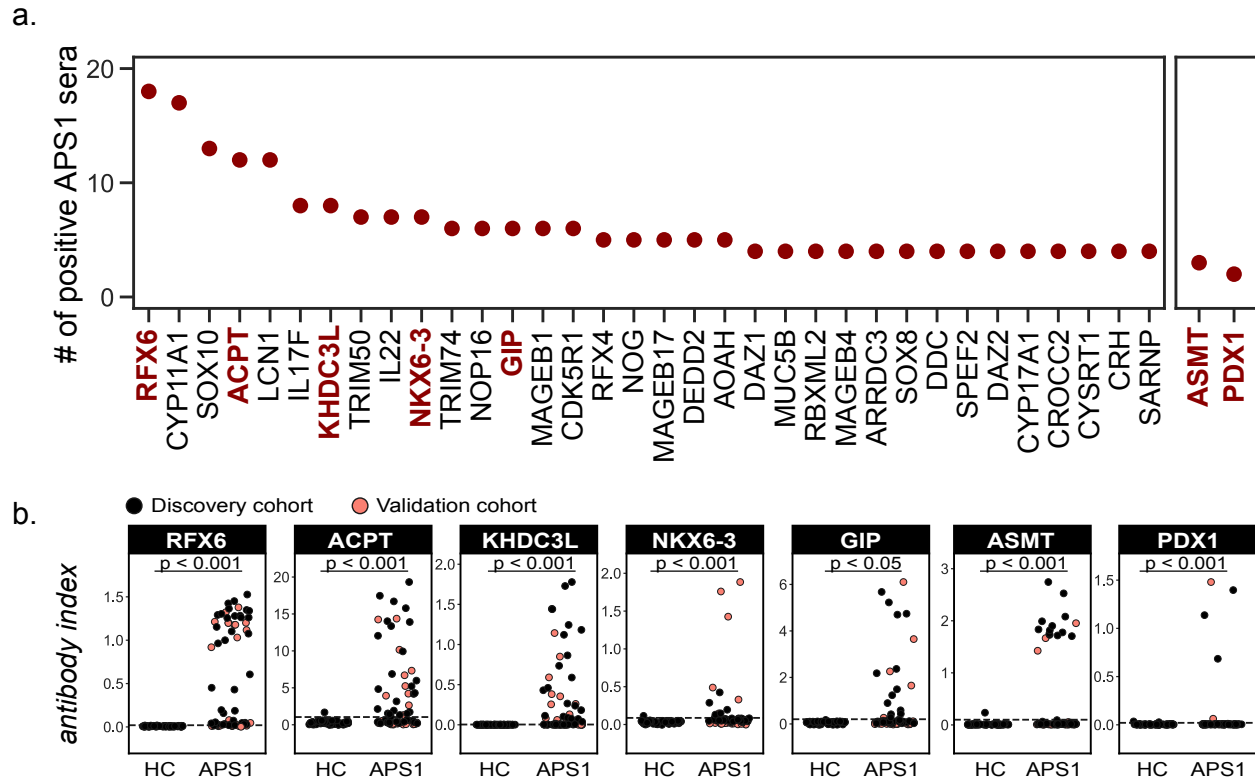 a.
# of positive APS1 sera
20
10
0
RFX6
CYP11A1
SOX10
ACPT
LCN1
IL17F
KHDC3L
TRIM50
IL22
NKX6-3
TRIM74
NOP16
GIP
MAGEB1
CDK5R1
RFX4
NOG
MAGEB17
DEDD2
AOAH
DAZ1
MUC5B
RBXML2
MAGEB4
ARRDC3
SOX8
DDC
SPEF2
DAZ2
CYP17A1
CROCC2
CYSRT1
CRH
SARNP
ASMT
PDX1
b.
Discovery cohort
Validation cohort
antibody index
RFX6
p < 0.001
1.5
1.0
0.5
0.0
HC APS1
ACPT
p < 0.001
20
15
10
5
0
HC APS1
KHDC3L
p < 0.001
2.0
1.5
1.0
0.5
0.0
HC APS1
NKX6-3
p < 0.001
2.0
1.5
1.0
0.5
0.0
HC APS1
GIP
p < 0.05
6
4
2
0
HC APS1
ASMT
p < 0.001
3
2
1
0
HC APS1
PDX1
p < 0.001
1.5
1.0
0.5
0.0
HC APS1